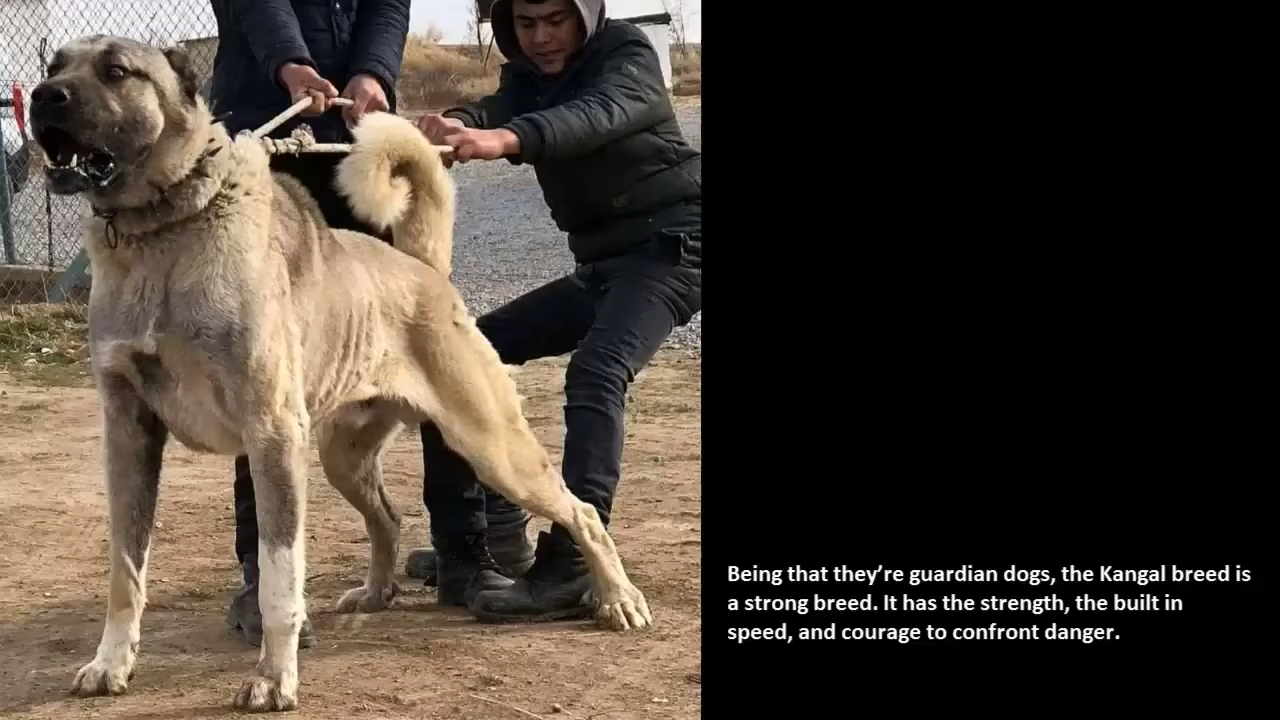 Being that they’re guardian dogs, the Kangal breed is
a strong breed. It has the strength, the built in
speed, and courage to confront danger.